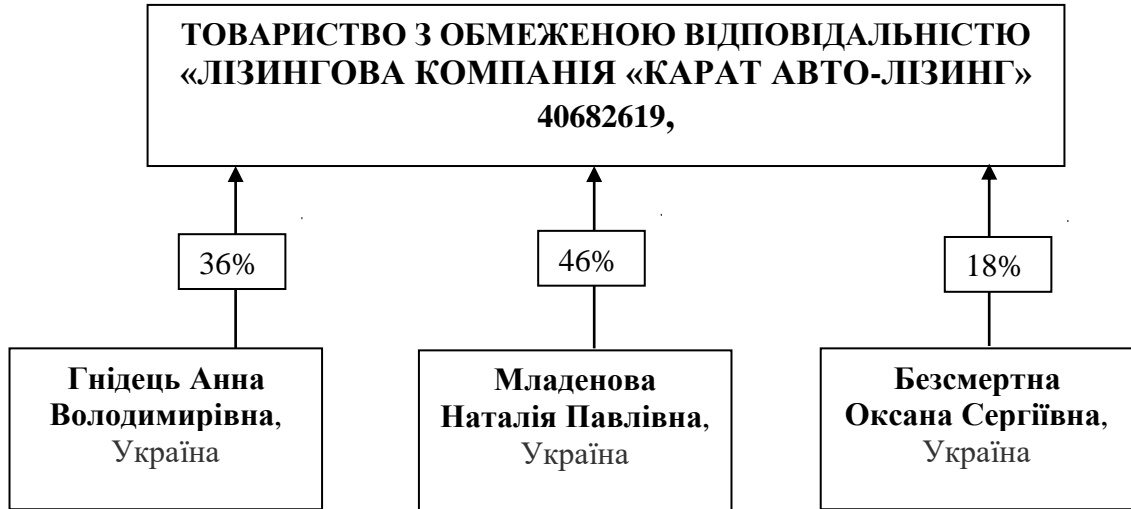 ТОВАРИСТВО З ОБМЕЖЕНОЮ ВІДПОВІДАЛЬНІСТЮ
«ЛІЗИНГОВА КОМПАНІЯ «КАРАТ АВТО-ЛІЗИНГ»
40682619,
36%
46%
18%
Гнідець Анна
Володимирівна,
Україна
Младенова
Наталія Павлівна,
Україна
Безсмертна
Оксана Сергіївна,
Україна